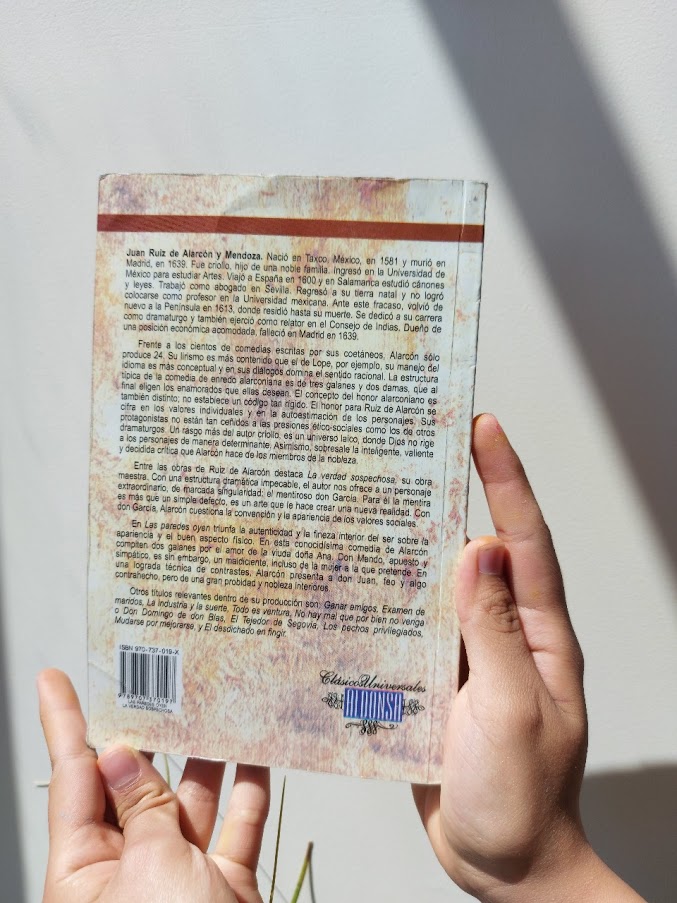 Juan Ruiz de Alarcón y Mendoza. Nació en Taxco, México, en 1581 y murió en
Madrid, en 1639. Fue criollo, hijo de una noble familia. Ingresó en la Universidad de
México para estudiar Artes. Viajó a España en 1600 y en Salamanca estudió cánones
y leyes. Trabajó como abogado en Sevilla. Regresó a su tierra natal y no logró
colocarse como profesor en la Universidad mexicana. Ante este fracaso, volvió de
nuevo a la Península en 1613, donde residió hasta su muerte. Se dedicó a su carrera
como dramaturgo y también ejerció como relator en el Consejo de Indias. Dueño de
una posición económica acomodada, falleció en Madrid en 1639.
Frente a los cientos de comedias escritas por sus coetáneos, Alarcón sólo
produce 24. Su lirismo es más contenido que el de Lope, por ejemplo, su manejo del
idioma es más conceptual y en sus diálogos domina el sentido racional. La estructura
típica de la comedia de enredo alarconiana es de tres galanes y dos damas, que al
final eligen los enamorados que ellas desean. El concepto del honor alarconiano es
también distinto; no establece un código tan rígido. El honor para Ruiz de Alarcón se
cifra en los valores individuales y en la autoestimación de los personajes. Sus
protagonistas no están tan ceñidos a las presiones ético-sociales como los de otros
dramaturgos. Un rasgo más del autor criollo, es un universo laico, donde Dios no rige
a los personajes de manera determinante. Asimismo, sobresale la inteligente, valiente
y decidida crítica que Alarcón hace de los miembros de la nobleza.
Entre las obras de Ruiz de Alarcón destaca La verdad sospechosa, su obra
maestra. Con una estructura dramática impecable, el autor nos ofrece a un personaje
extraordinario, de marcada singularidad: el mentiroso don García. Para él la mentira
es más que un simple defecto, es un arte que le hace crear una nueva realidad. Con
don García, Alarcón cuestiona la convención y la apariencia de los valores sociales.
En Las paredes oyen triunfa la autenticidad y la fineza interior del ser sobre la
apariencia y el buen aspecto físico. En esta conocidísima comedia de Alarcón
compiten dos galanes por el amor de la viuda doña Ana. Con Mendo, apuesto y
simpático, es sin embargo, un maldiciente, incluso de la mujer a la que pretende. En
una lograda técnica de contrastes, Alarcón presenta a don Juan, feo y algo
contrahecho, pero de una gran probidad y nobleza interiores.
Otros títulos relevantes dentro de su producción son: Ganar amigos, Examen de
maridos, La industria y la suerte, Todo es ventura, No hay mal que por bien no venga
o Don Domingo de don Blas, El Tejedor de Segovia, Los pechos privilegiados,
Mudarse por mejorarse, y El desdichado en fingir.
ISBN 970-737-019-X
9789707370197
LAS PAREDES OYEN
LA VERDAD SOSPECHOSA
Clásicos Universales
ALDONSA